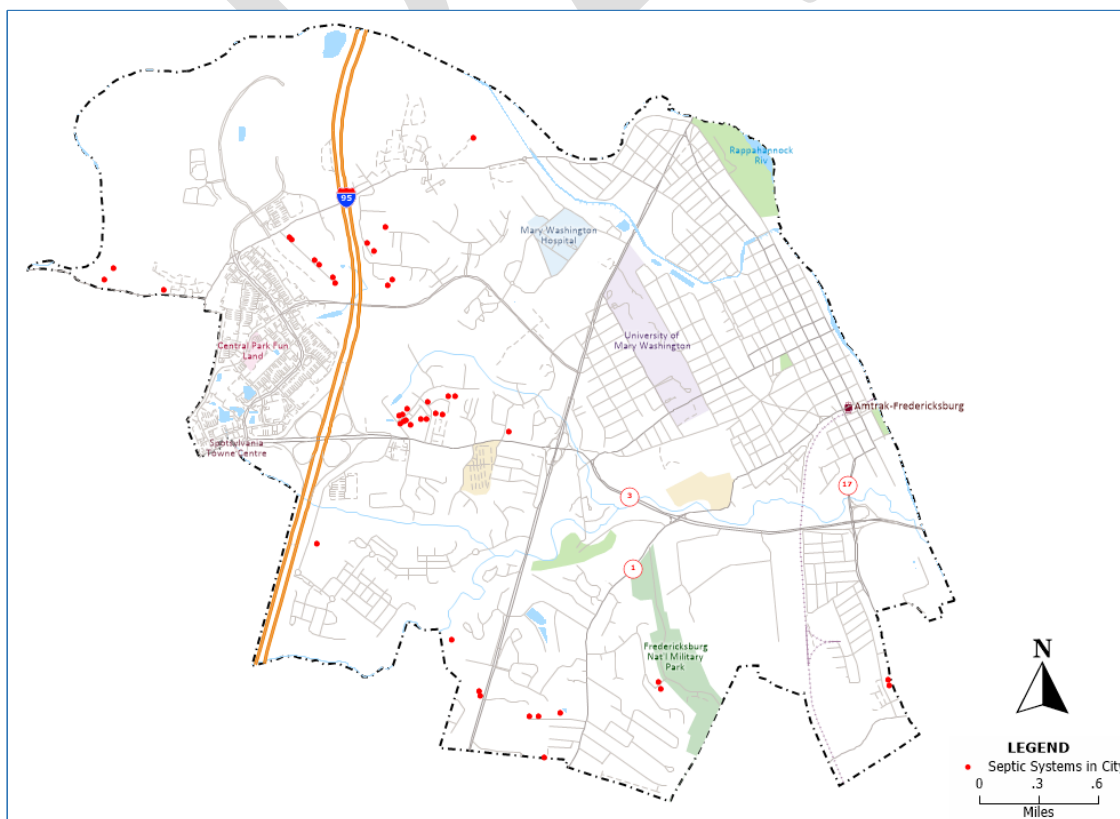 Rappahannock
Riv
95
Mary Washington
Hospital
University of
Mary Washington
Central Park Fun
Land
Amtrak-Fredericksburg
Spotsylvania
Towne Centre
17
3
1
Fredericksburg
Nat'l Military
Park
N
LEGEND
Septic Systems in City
0 .3 .6
Miles